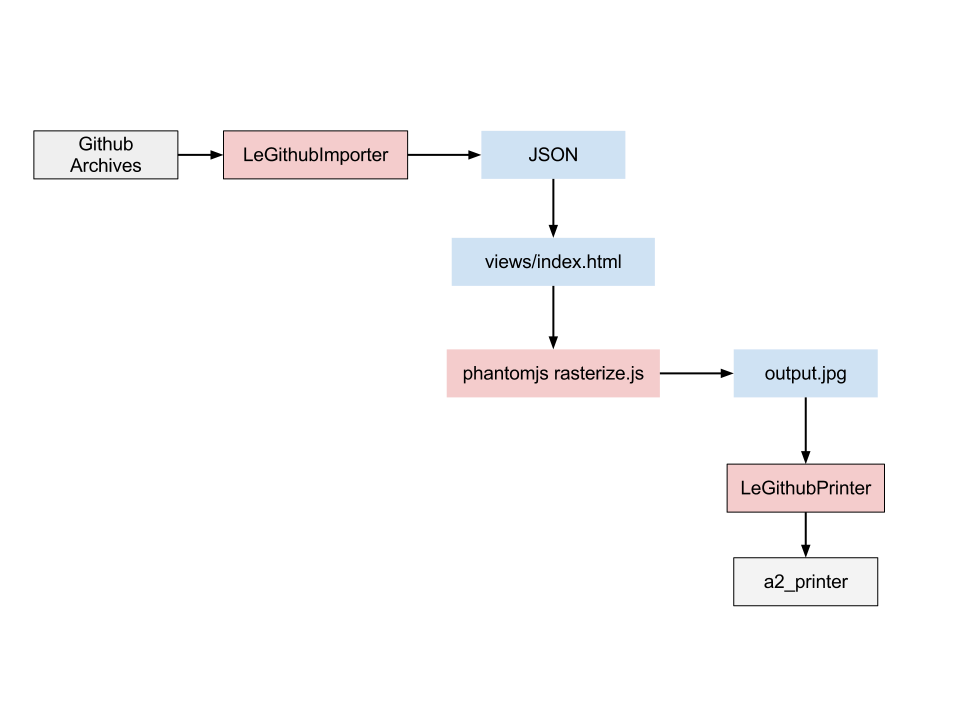 Github
Archives
LeGithubImporter
JSON
views/index.html
phantomjs rasterize.js
output.jpg
LeGithubPrinter
a2_printer